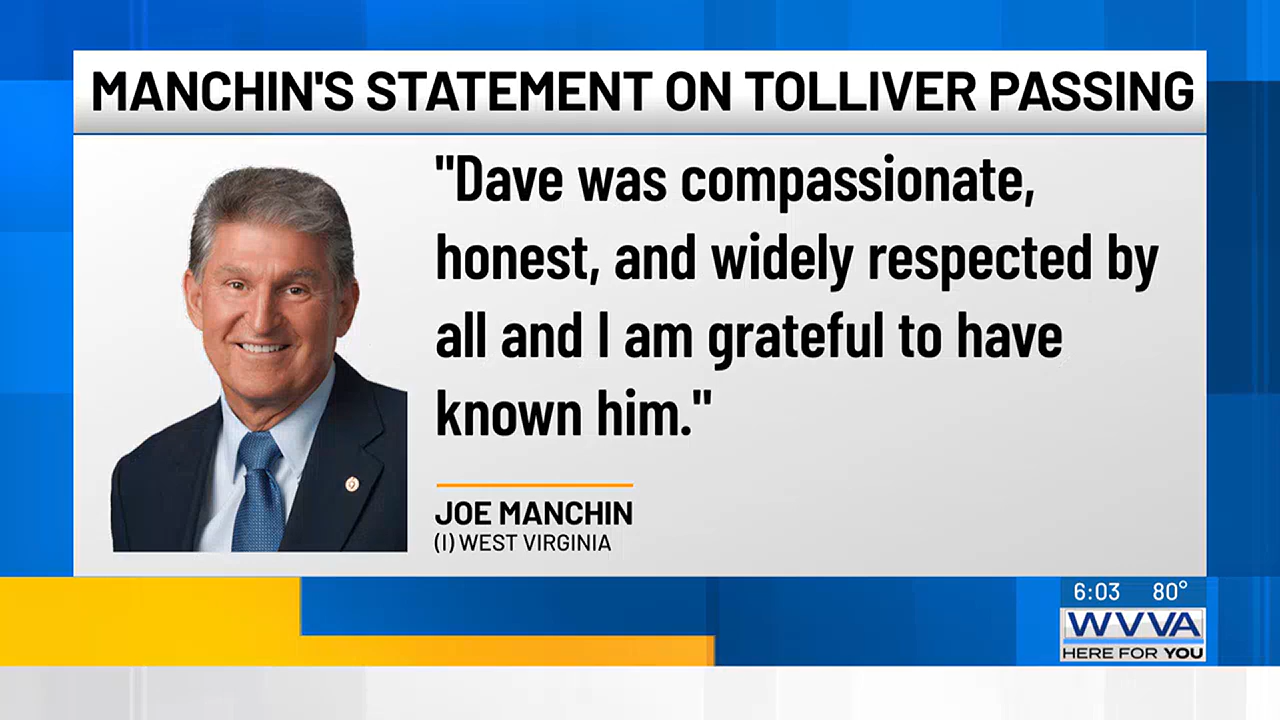 MANCHIN'S STATEMENT ON TOLLIVER PASSING
"Dave was compassionate,
honest, and widely respected by
all and I am grateful to have
known him."
JOE MANCHIN
(I) WEST VIRGINIA
6:03 80°
WVVA
HERE FOR YOU